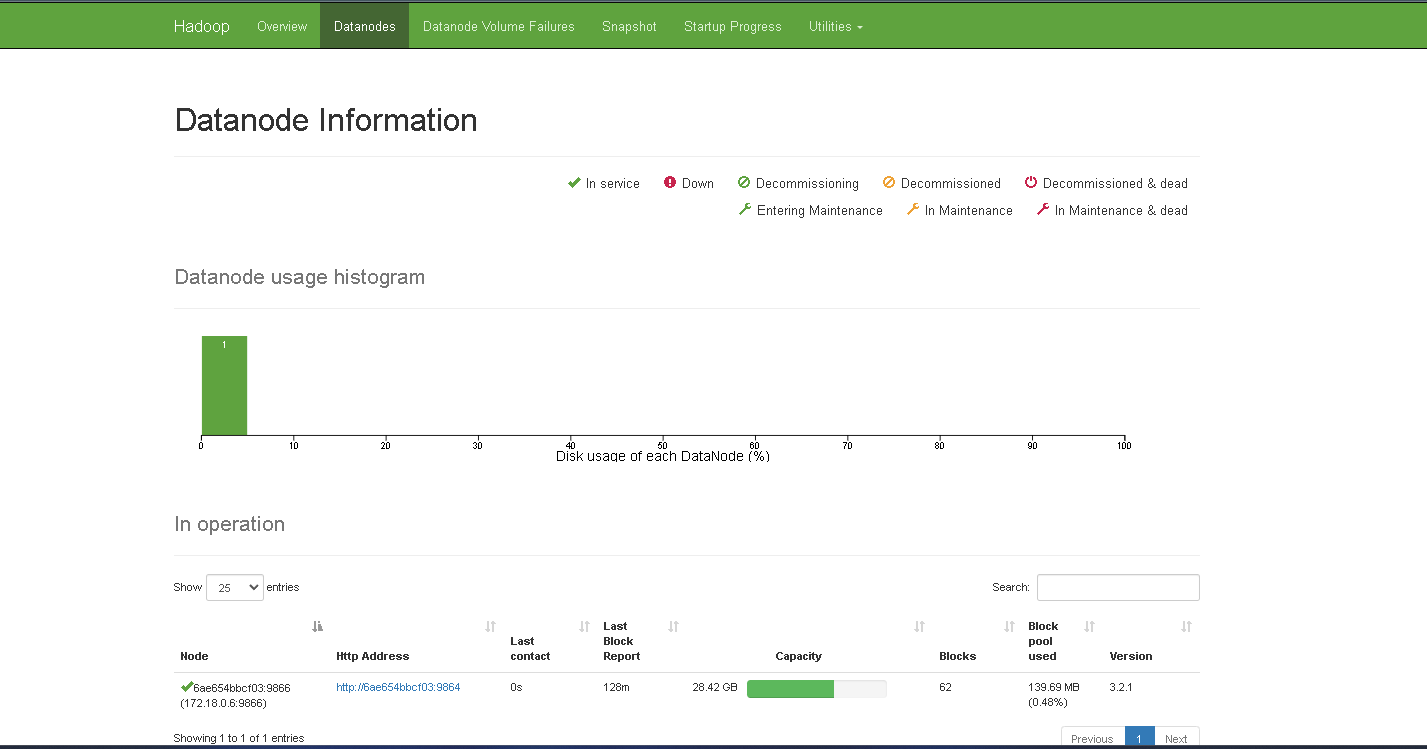 Hadoop Overview Datanodes Datanode Volume Failures Snapshot Startup Progress Utilities
Datanode Information
In service Down Decommissioning Decommissioned Decommissioned & dead
Entering Maintenance In Maintenance In Maintenance & dead
Datanode usage histogram
1
0 10 20 30 40 50 60 70 80 90 100
Disk usage of each DataNode (%)
In operation
Show 25 entries Search:
Node Http Address Last contact Last Block Report Capacity Blocks Block pool used Version
6ae654bbcf03:9866 http://6ae654bbcf03:9864 0s 128m 28.42 GB 62 139.69 MB 3.2.1
(172.18.0.6:9866) (0.48%)
Showing 1 to 1 of 1 entries Previous 1 Next